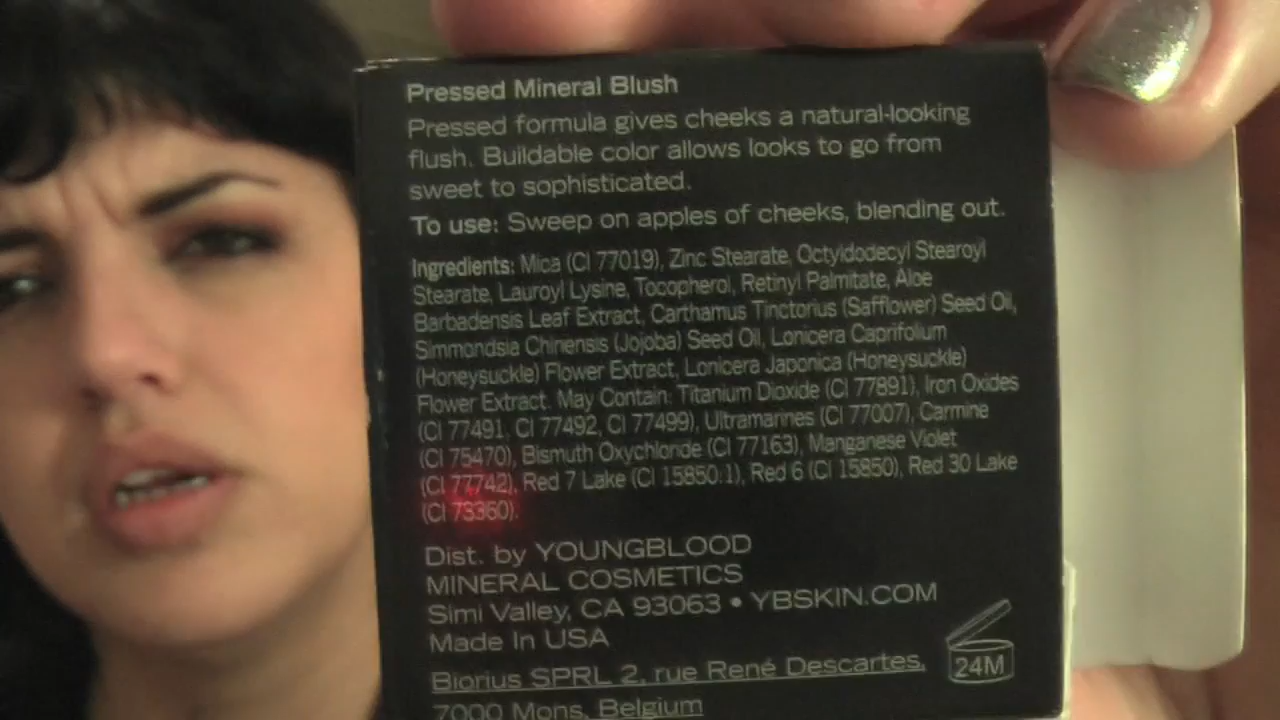 Pressed Mineral Blush
Pressed formula gives cheeks a natural-looking
flush. Buildable color allows looks to go from
sweet to sophisticated.
To use: Sweep on apples of cheeks, blending out.
Ingredients: Mica (CI 77019), Zinc Stearate, Octyldodecyl Stearoyl
Stearate, Lauroyl Lysine, Tocopherol, Retinyl Palmitate, Aloe
Barbadensis Leaf Extract, Carthamus Tinctorius (Safflower) Seed Oil,
Simmondsia Chinensis (Jojoba) Seed Oil, Lonicera Caprifolium
(Honeysuckle) Flower Extract, Lonicera Japonica (Honeysuckle)
Flower Extract. May Contain: Titanium Dioxide (CI 77891), Iron Oxides
(CI 77491, CI 77492, CI 77499), Ultramarines (CI 77007), Carmine
(CI 75470), Bismuth Oxychloride (CI 77163), Manganese Violet
(CI 77742), Red 7 Lake (CI 15850:1), Red 6 (CI 15850), Red 30 Lake
(CI 73360).
Dist. by YOUNGBLOOD
MINERAL COSMETICS
Simi Valley, CA 93063 • YBSKIN.COM
Made In USA
Biorius SPRL 2, rue René Descartes,
7000 Mons, Belgium
24M